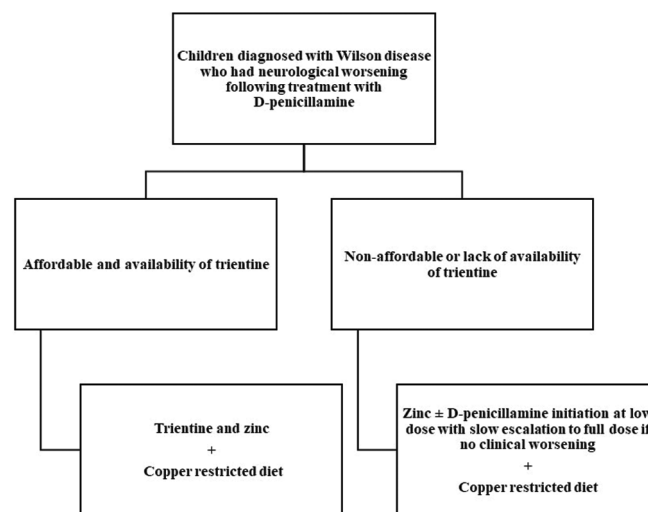 Children diagnosed with Wilson disease
who had neurological worsening
following treatment with
D-penicillamine
Affordable and availability of trientine
Non-affordable or lack of availability
of trientine
Trientine and zinc
+
Copper restricted diet
Zinc ± D-penicillamine initiation at low
dose with slow escalation to full dose if
no clinical worsening
+
Copper restricted diet